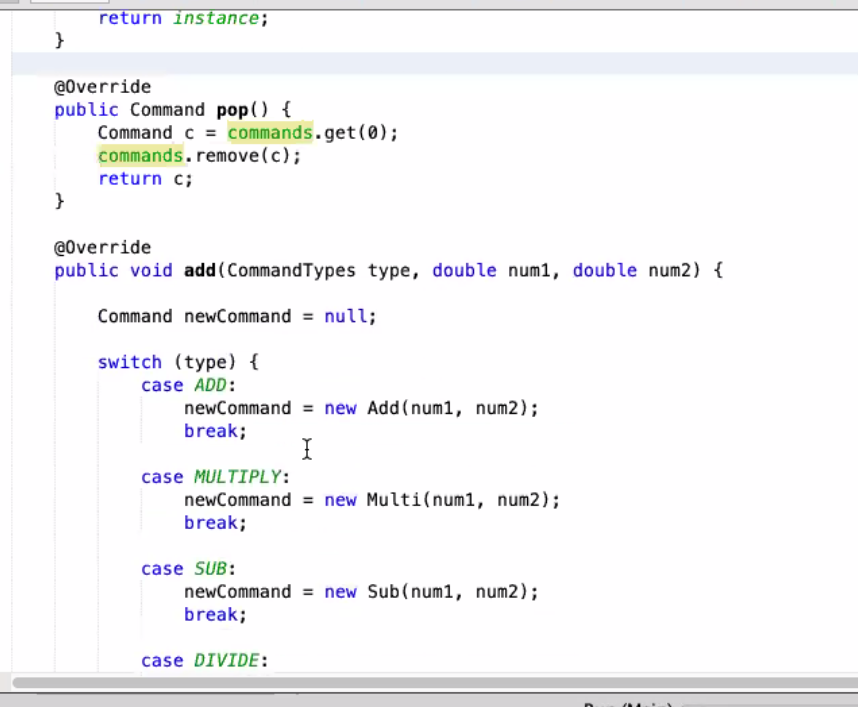 return instance;
}
@Override
public Command pop() {
Command c = commands.get(0);
commands.remove(c);
return c;
}
@Override
public void add(CommandTypes type, double num1, double num2) {
Command newCommand = null;
switch (type) {
case ADD:
newCommand = new Add(num1, num2);
break;
case MULTIPLY:
newCommand = new Multi(num1, num2);
break;
case SUB:
newCommand = new Sub(num1, num2);
break;
case DIVIDE:
Run (Main)